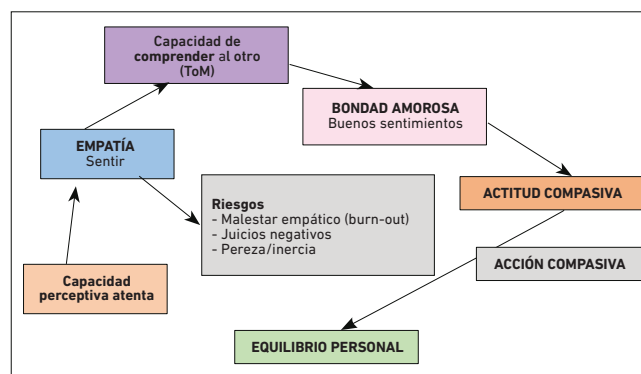 Capacidad de
comprender al otro
(ToM)
BONDAD AMOROSA
Buenos sentimientos
EMPATÍA
Sentir
Riesgos
- Malestar empático (burn-out)
- Juicios negativos
- Pereza/inercia
ACTITUD COMPASIVA
ACCIÓN COMPASIVA
Capacidad
perceptiva atenta
EQUILIBRIO PERSONAL